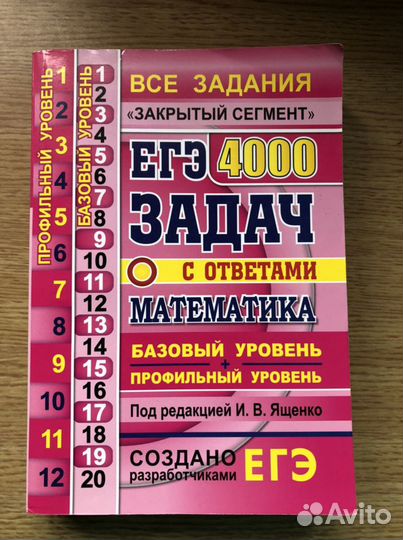 ПРОФИЛЬНЫЙ УРОВЕНЬ
1
2
3
4
5
6
7
8
9
10
11
12
БАЗОВЫЙ УРОВЕНЬ
1
2
3
4
5
6
7
8
9
10
11
12
13
14
15
16
17
18
19
20
ВСЕ ЗАДАНИЯ
«ЗАКРЫТЫЙ СЕГМЕНТ»
ЕГЭ 4000
ЗАДАЧ
С ОТВЕТАМИ
МАТЕМАТИКА
БАЗОВЫЙ УРОВЕНЬ
+
ПРОФИЛЬНЫЙ УРОВЕНЬ
Под редакцией И. В. Ященко
СОЗДАНО
разработчиками ЕГЭ
Avito